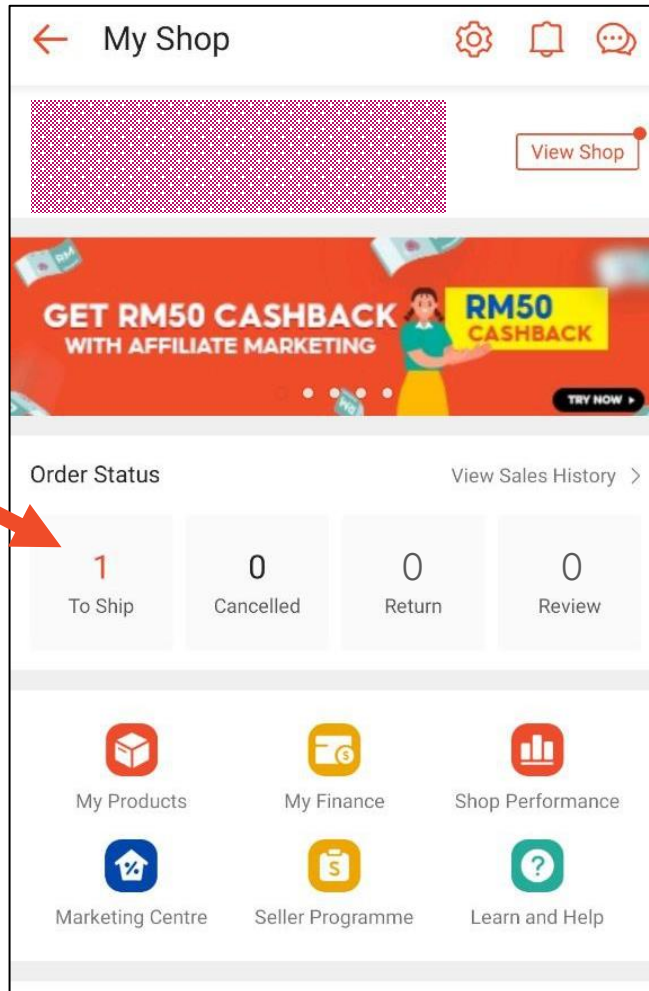 My Shop
View Shop
GET RM50 CASHBACK
WITH AFFILIATE MARKETING
RM50
CASHBACK
TRY NOW
Order Status
View Sales History
1
To Ship
0
Cancelled
0
Return
0
Review
My Products
My Finance
Shop Performance
Marketing Centre
Seller Programme
Learn and Help